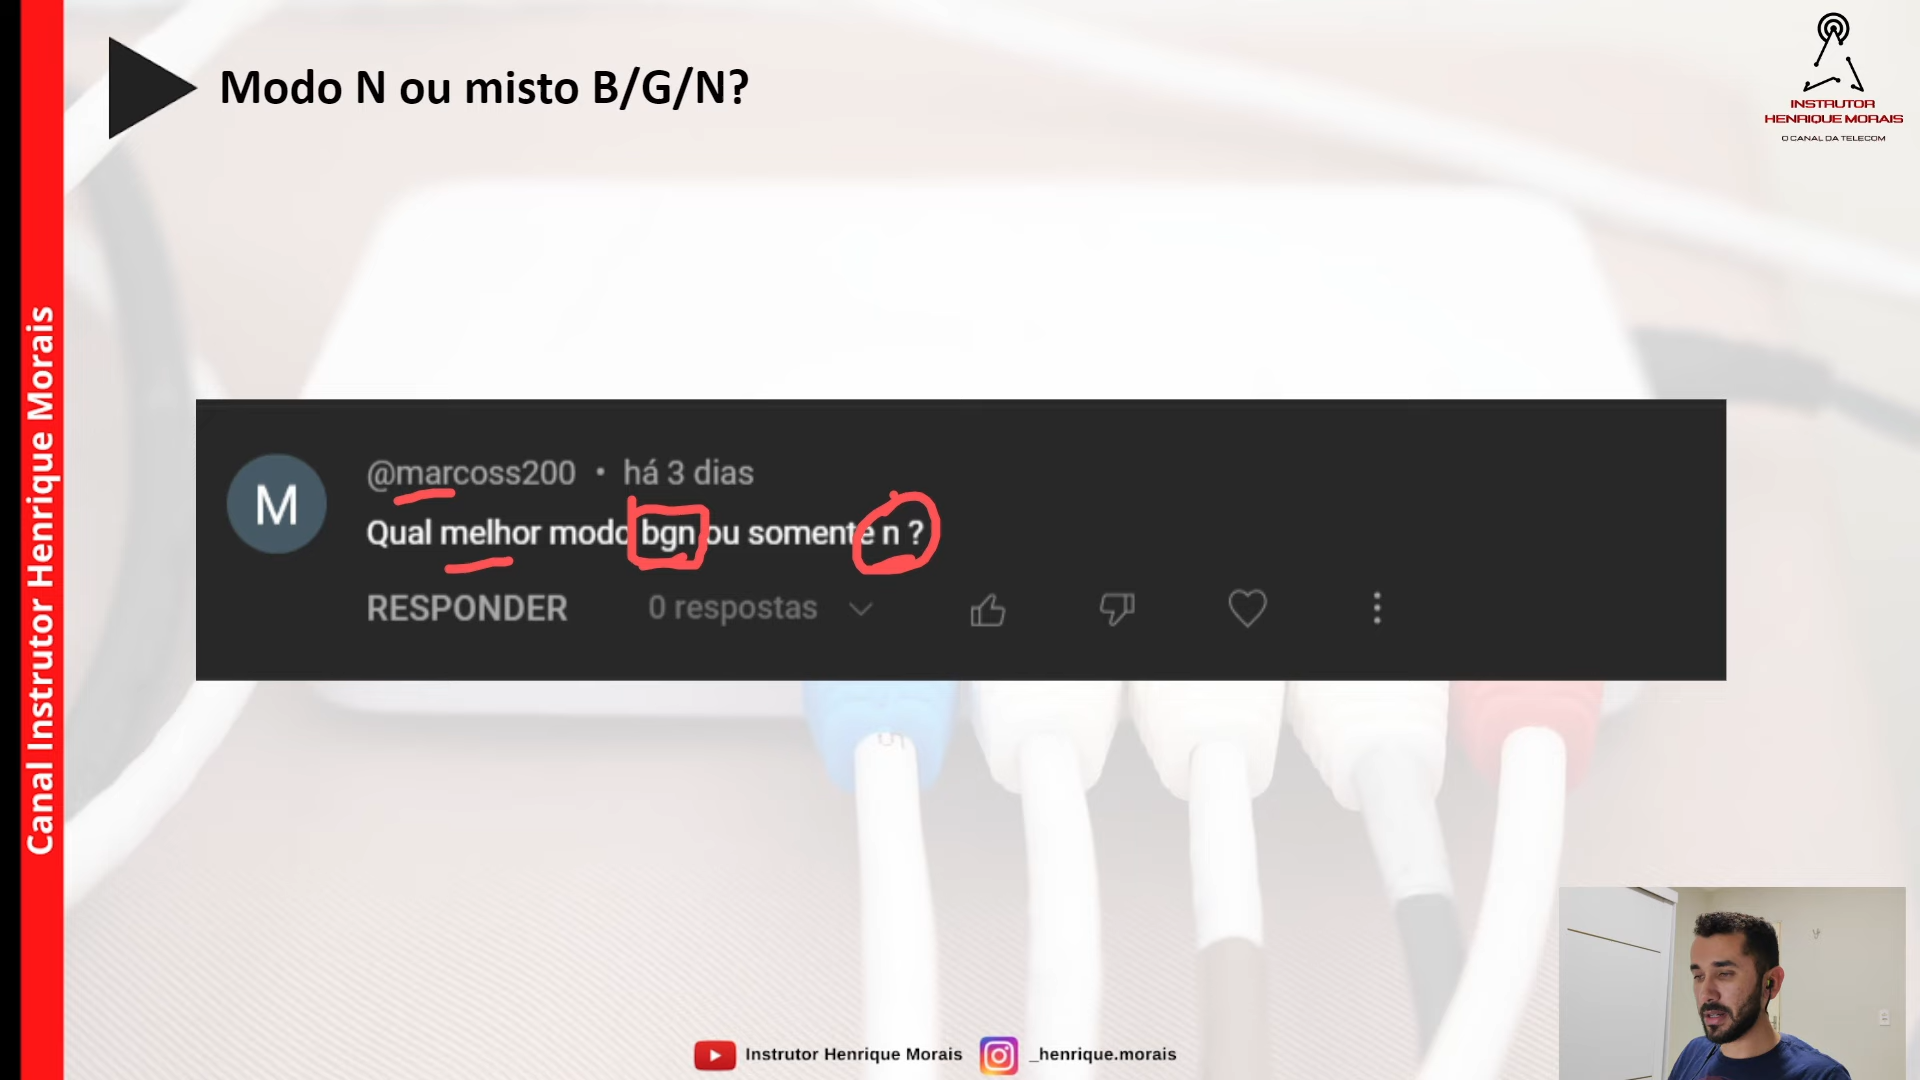 Modo N ou misto B/G/N?
INSTRUTOR
HENRIQUE MORAIS
O CANAL DA TELECOM
Canal Instrutor Henrique Morais
M
@marcoss200 • há 3 dias
Qual melhor modo bgn ou somente n ?
RESPONDER 0 respostas
Instrutor Henrique Morais _henrique.morais